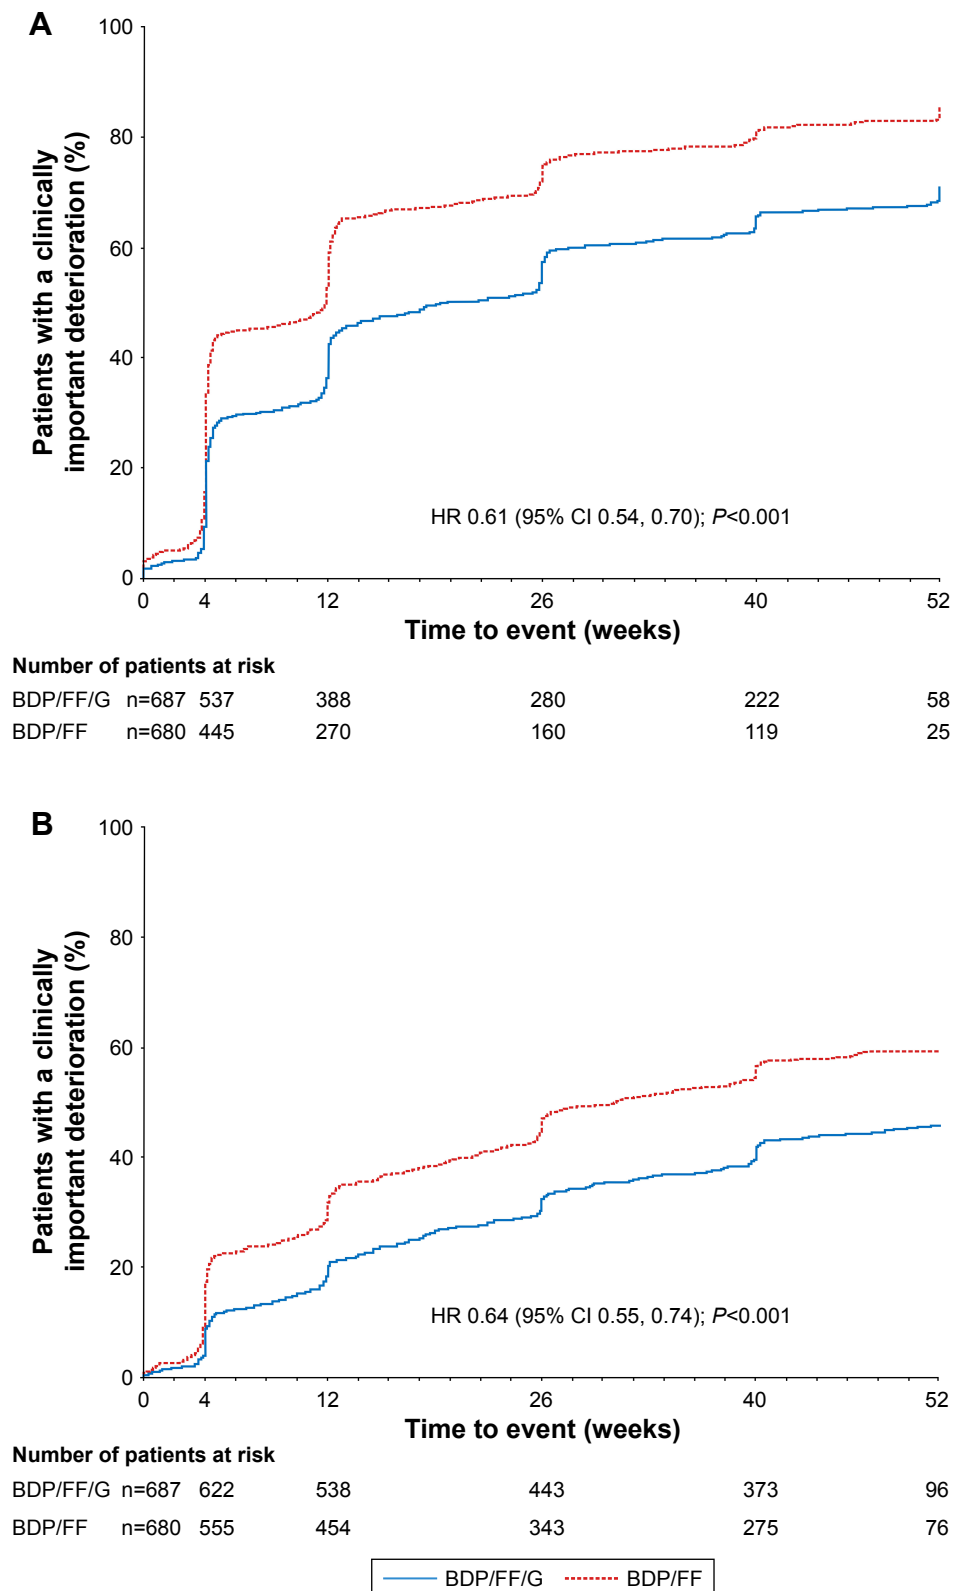 A
100
80
60
40
20
0
Patients with a clinically
important deterioration (%)
HR 0.61 (95% CI 0.54, 0.70); P<0.001
0 4 12 26 40 52
Time to event (weeks)
Number of patients at risk
BDP/FF/G n=687 537 388 280 222 58
BDP/FF n=680 445 270 160 119 25
B
100
80
60
40
20
0
Patients with a clinically
important deterioration (%)
HR 0.64 (95% CI 0.55, 0.74); P<0.001
0 4 12 26 40 52
Time to event (weeks)
Number of patients at risk
BDP/FF/G n=687 622 538 443 373 96
BDP/FF n=680 555 454 343 275 76
BDP/FF/G BDP/FF